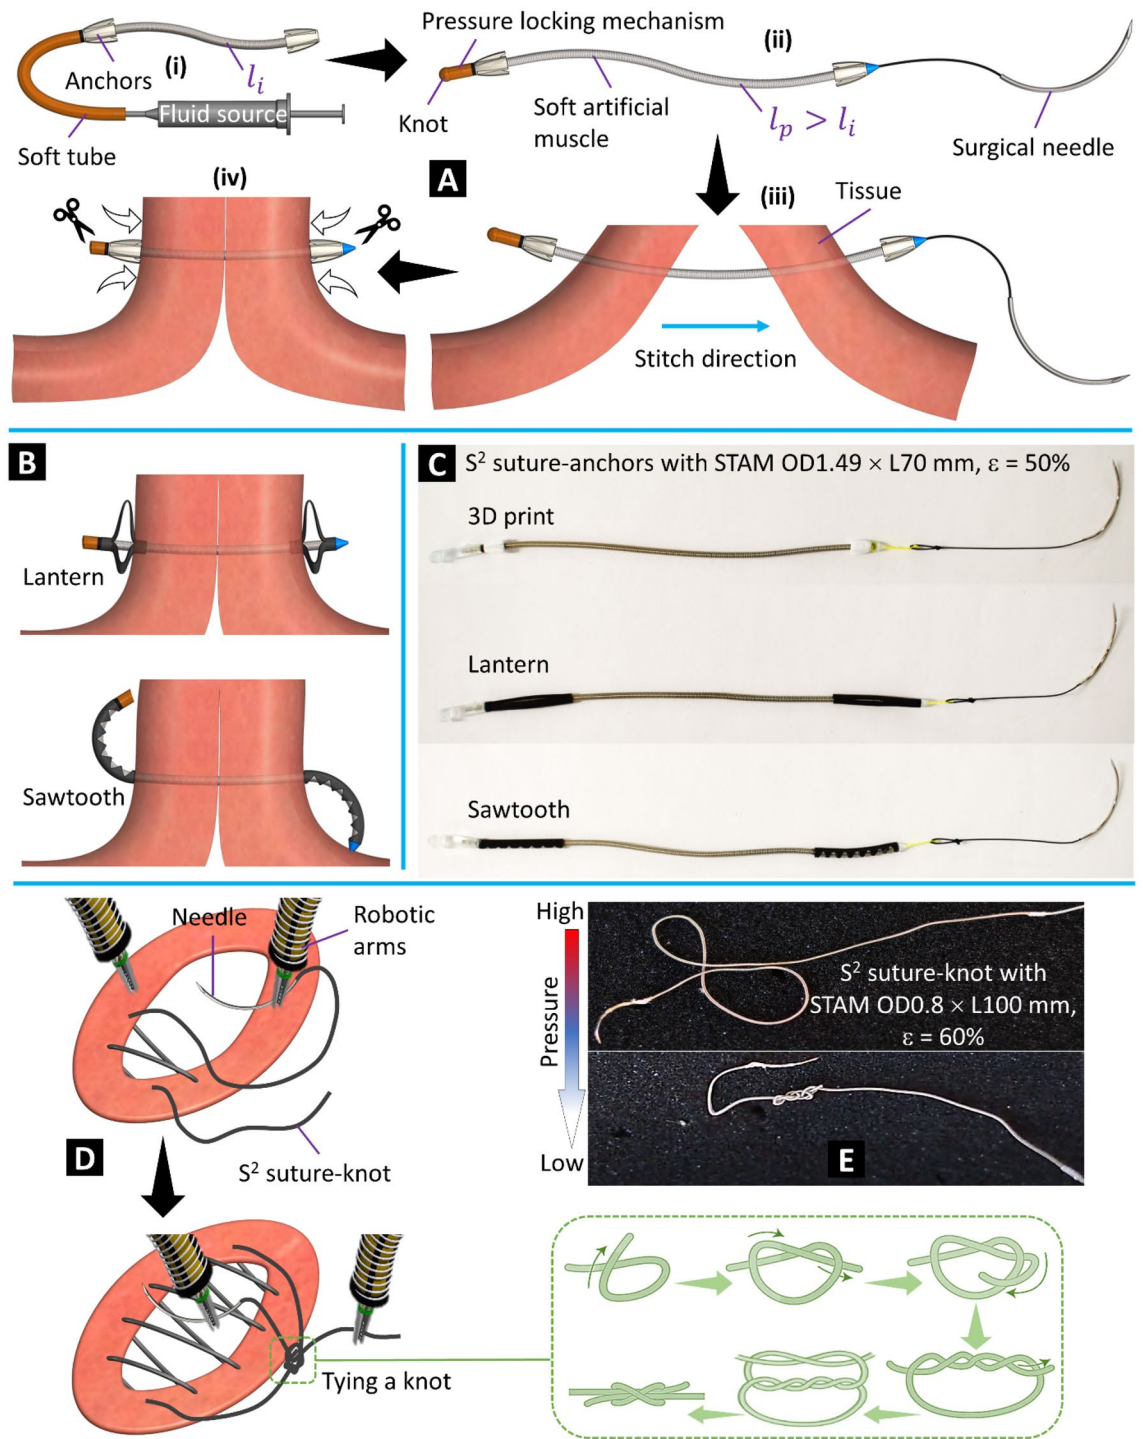 Pressure locking mechanism
(i)
(ii)
Anchors
l_i
Fluid source
Soft tube
Knot
Soft artificial
muscle
l_p > l_i
Surgical needle
A
(iii)
Tissue
Stitch direction
(iv)
B
Lantern
Sawtooth
C
S² suture-anchors with STAM OD1.49 × L70 mm, ε = 50%
3D print
Lantern
Sawtooth
Needle
Robotic
arms
D
S² suture-knot
Tying a knot
High
Pressure
Low
S² suture-knot with
STAM OD0.8 × L100 mm,
ε = 60%
E